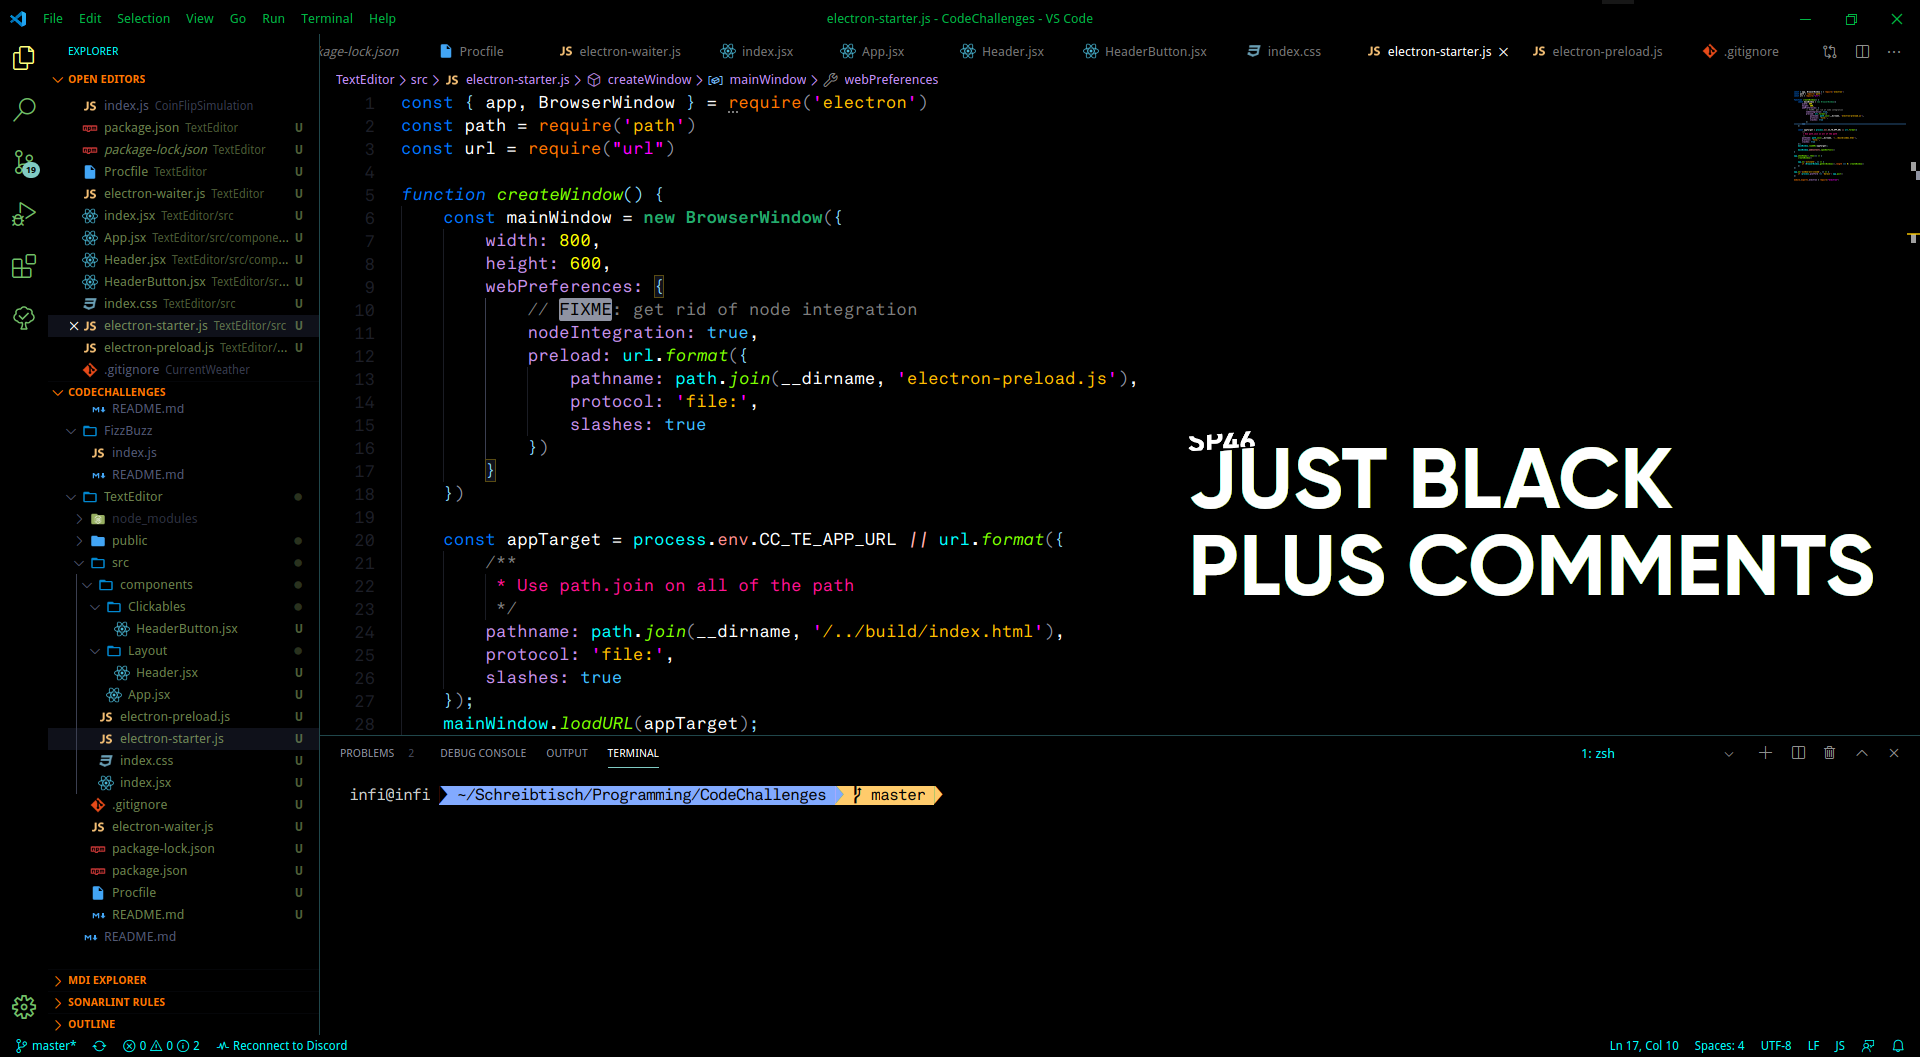 File Edit Selection View Go Run Terminal Help
electron-starter.js - CodeChallenges - VS Code
EXPLORER
OPEN EDITORS
index.js CoinFlipSimulation
package.json TextEditor U
package-lock.json TextEditor U
Procfile TextEditor U
electron-waiter.js TextEditor U
index.jsx TextEditor/src U
App.jsx TextEditor/src/compone... U
Header.jsx TextEditor/src/comp... U
HeaderButton.jsx TextEditor/sr... U
index.css TextEditor/src U
electron-starter.js TextEditor/src U
electron-preload.js TextEditor/... U
.gitignore CurrentWeather
CODECHALLENGES
README.md
FizzBuzz
index.js
README.md
TextEditor
node_modules
public
src
components
Clickables
HeaderButton.jsx U
Layout
Header.jsx U
App.jsx U
electron-preload.js U
electron-starter.js U
index.css U
index.jsx U
.gitignore U
electron-waiter.js U
package-lock.json U
package.json U
Procfile U
README.md U
README.md
MDI EXPLORER
SONARLINT RULES
OUTLINE
kage-lock.json Procfile JS electron-waiter.js index.jsx App.jsx Header.jsx HeaderButton.jsx index.css JS electron-starter.js JS electron-preload.js .gitignore
TextEditor > src > JS electron-starter.js > createWindow > mainWindow > webPreferences
1 const { app, BrowserWindow } = require('electron')
2 const path = require('path')
3 const url = require("url")
4
5 function createWindow() {
6 const mainWindow = new BrowserWindow({
7 width: 800,
8 height: 600,
9 webPreferences: {
10 // FIXME: get rid of node integration
11 nodeIntegration: true,
12 preload: url.format({
13 pathname: path.join(__dirname, 'electron-preload.js'),
14 protocol: 'file:',
15 slashes: true
16 })
17 }
18 })
19
20 const appTarget = process.env.CC_TE_APP_URL || url.format({
21 /**
22 * Use path.join on all of the path
23 */
24 pathname: path.join(__dirname, '/../build/index.html'),
25 protocol: 'file:',
26 slashes: true
27 });
28 mainWindow.loadURL(appTarget);
SP46
JUST BLACK
PLUS COMMENTS
PROBLEMS 2 DEBUG CONSOLE OUTPUT TERMINAL 1: zsh
infi@infi ~/Schreibtisch/Programming/CodeChallenges master
master* 0 0 2 Reconnect to Discord Ln 17, Col 10 Spaces: 4 UTF-8 LF JS